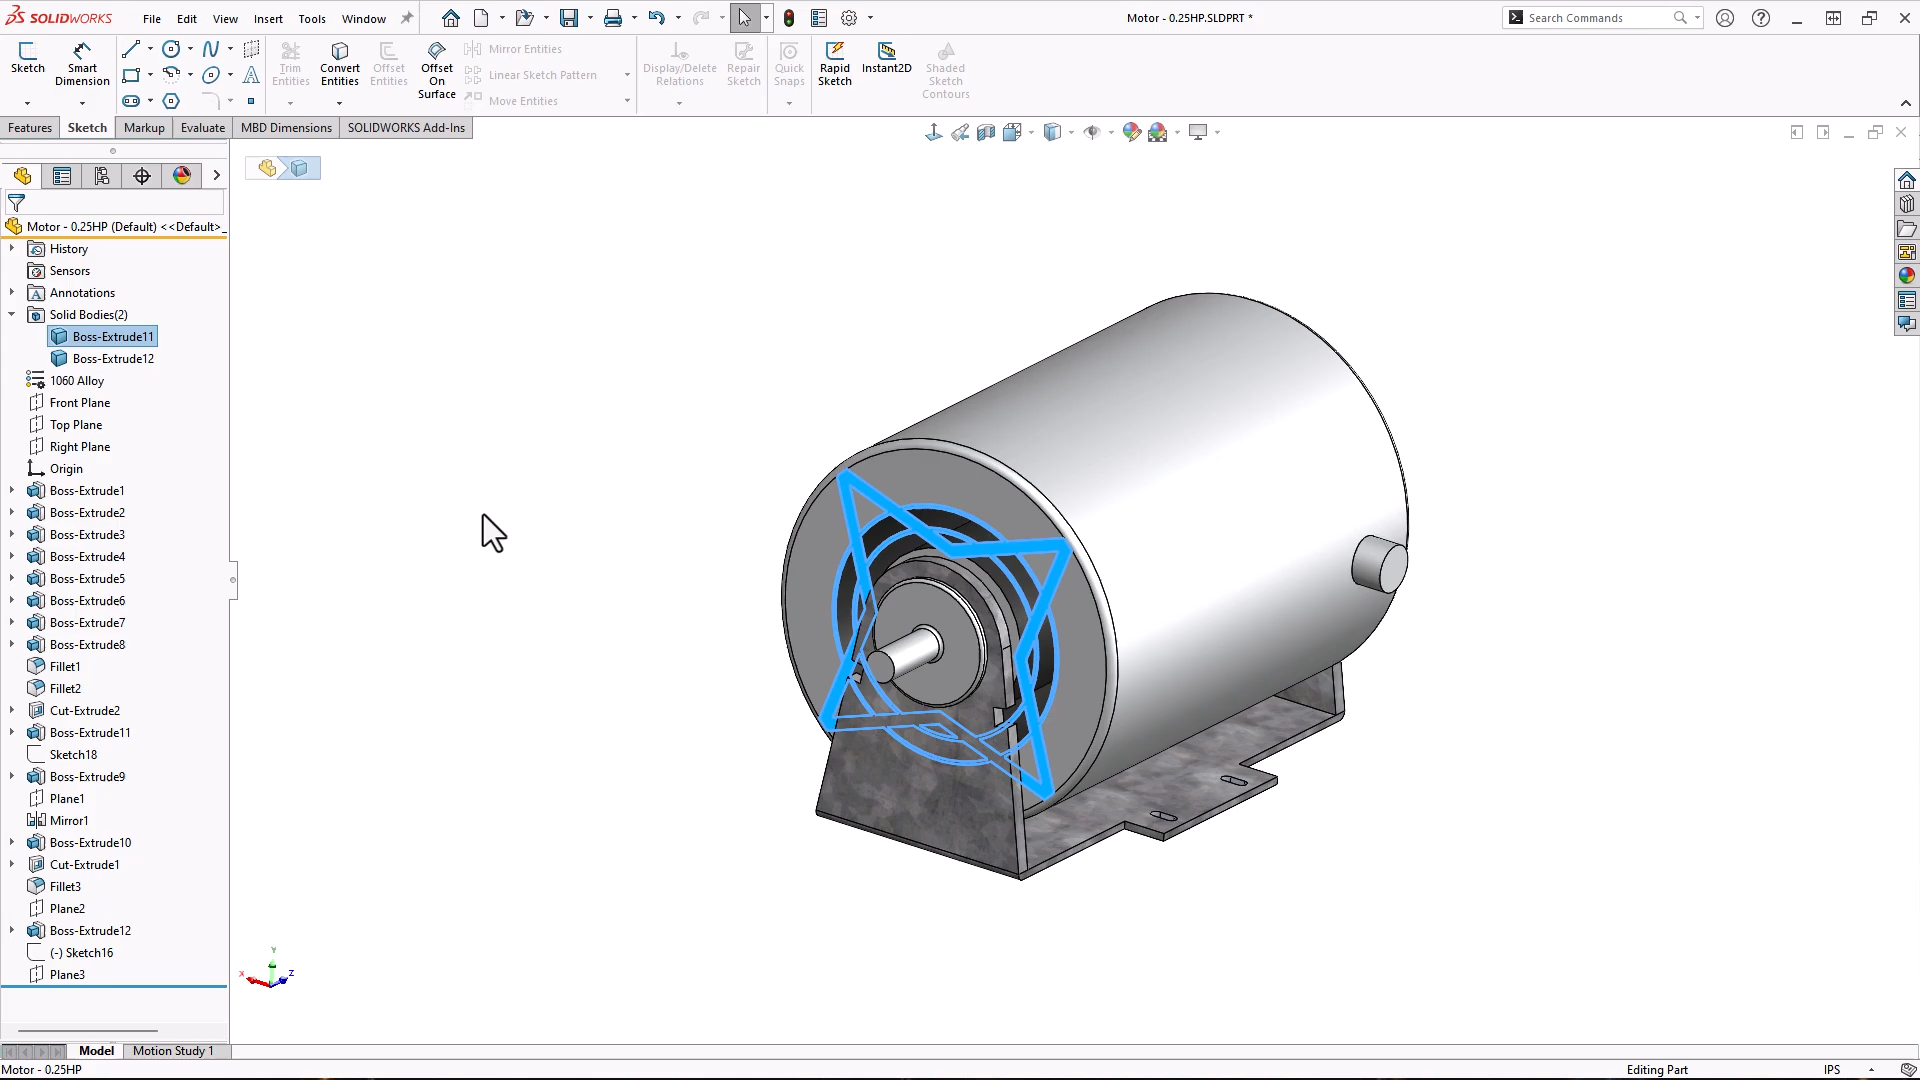 SOLIDWORKS File Edit View Insert Tools Window
Motor - 0.25HP.SLDPRT *
Search Commands
Sketch
Smart Dimension
Trim Entities
Convert Entities
Offset Entities
Offset On Surface
Mirror Entities
Linear Sketch Pattern
Move Entities
Display/Delete Relations
Repair Sketch
Quick Snaps
Rapid Sketch
Instant2D
Shaded Sketch Contours
Features Sketch Markup Evaluate MBD Dimensions SOLIDWORKS Add-Ins
Motor - 0.25HP (Default) <<Default>_
History
Sensors
Annotations
Solid Bodies(2)
Boss-Extrude11
Boss-Extrude12
1060 Alloy
Front Plane
Top Plane
Right Plane
Origin
Boss-Extrude1
Boss-Extrude2
Boss-Extrude3
Boss-Extrude4
Boss-Extrude5
Boss-Extrude6
Boss-Extrude7
Boss-Extrude8
Fillet1
Fillet2
Cut-Extrude2
Boss-Extrude11
Sketch18
Boss-Extrude9
Plane1
Mirror1
Boss-Extrude10
Cut-Extrude1
Fillet3
Plane2
Boss-Extrude12
(-) Sketch16
Plane3
Y
X
Z
Model Motion Study 1
Motor - 0.25HP
Editing Part
IPS